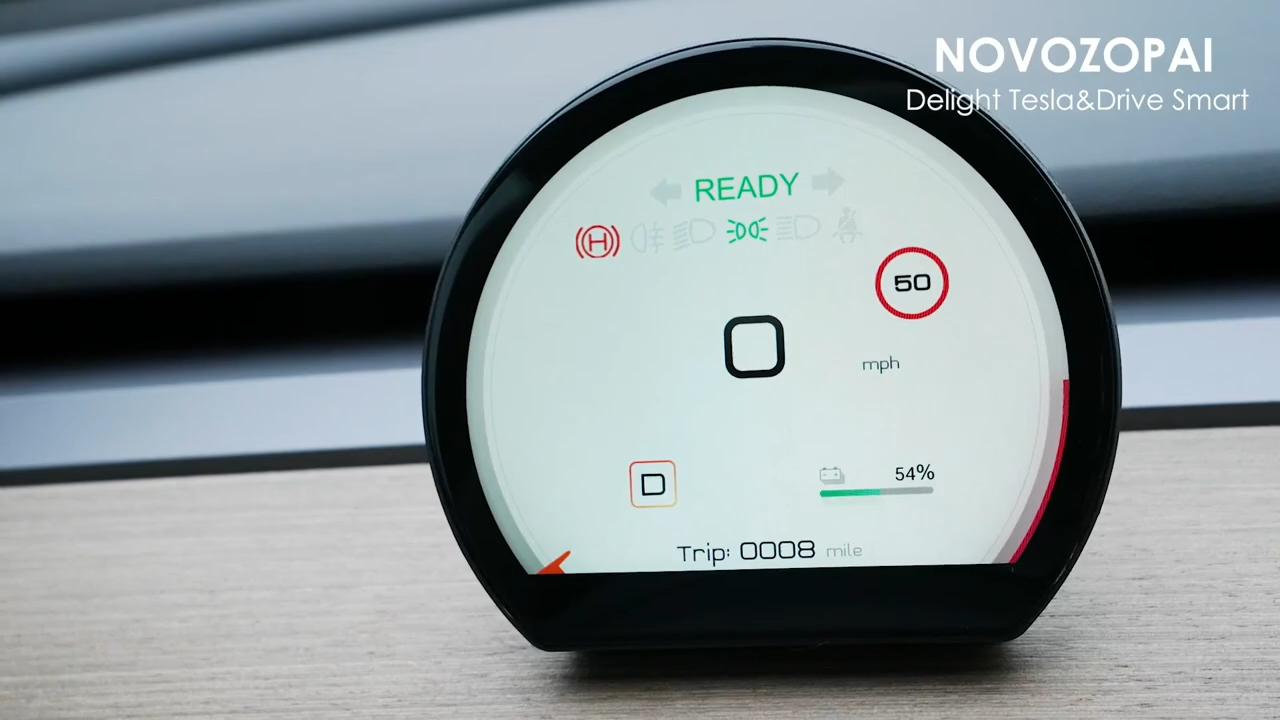 NOVOZOPAI
Delight Tesla&Drive Smart
READY
H
50
0
mph
D
54%
Trip: 0008 mile